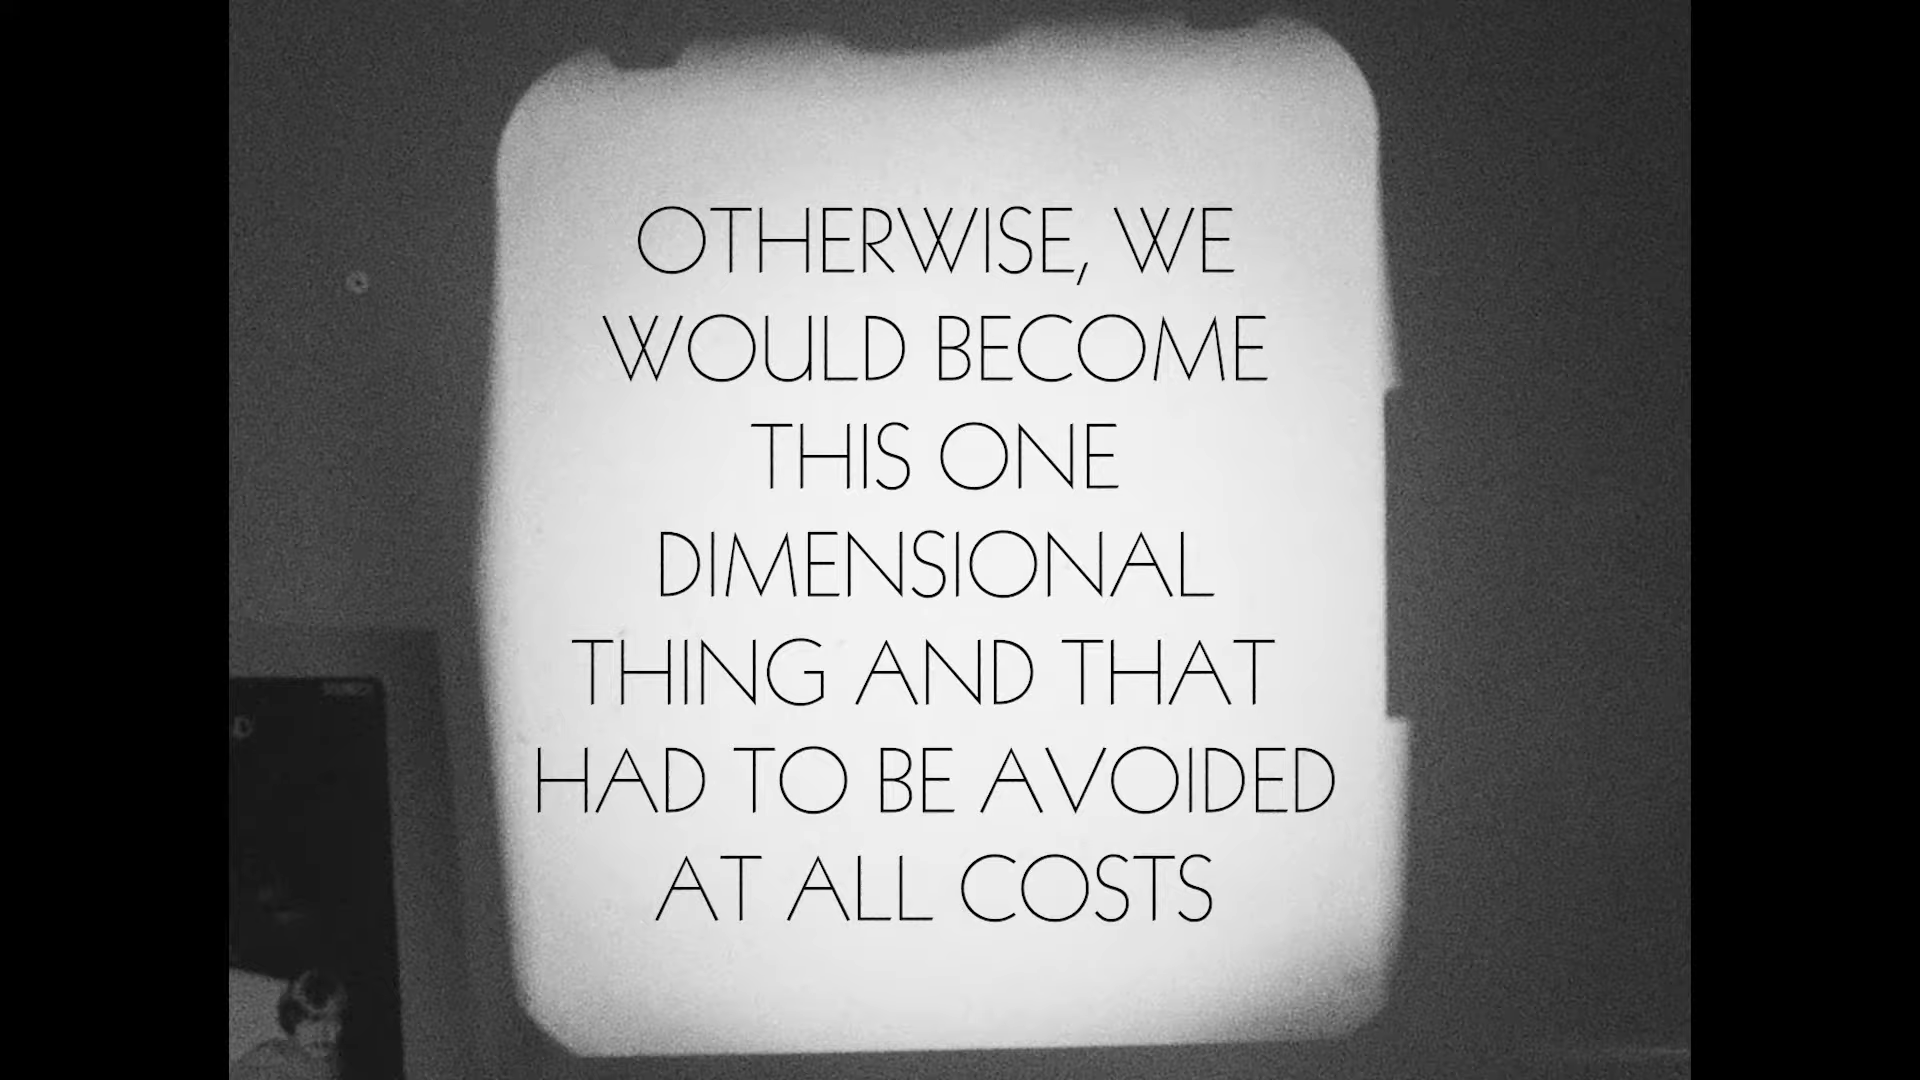 OTHERWISE, WE
WOULD BECOME
THIS ONE
DIMENSIONAL
THING AND THAT
HAD TO BE AVOIDED
AT ALL COSTS